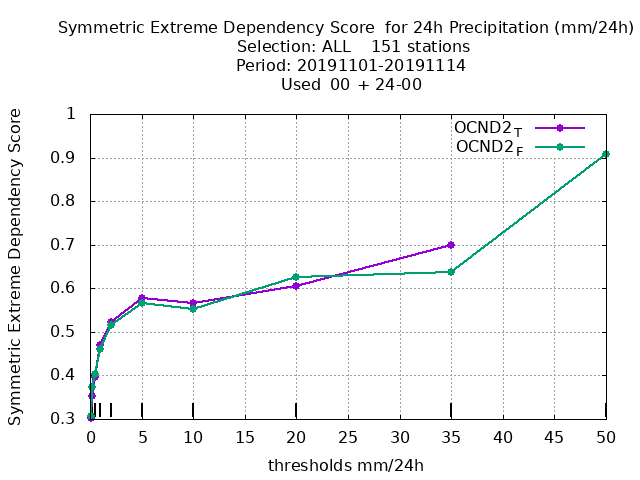 Symmetric Extreme Dependency Score  for 24h Precipitation (mm/24h)
Selection: ALL    151 stations
Period: 20191101-20191114
Used  00 + 24-00
Symmetric Extreme Dependency Score
1
0.9
0.8
0.7
0.6
0.5
0.4
0.3
OCND2T
OCND2F
0 5 10 15 20 25 30 35 40 45 50
thresholds mm/24h